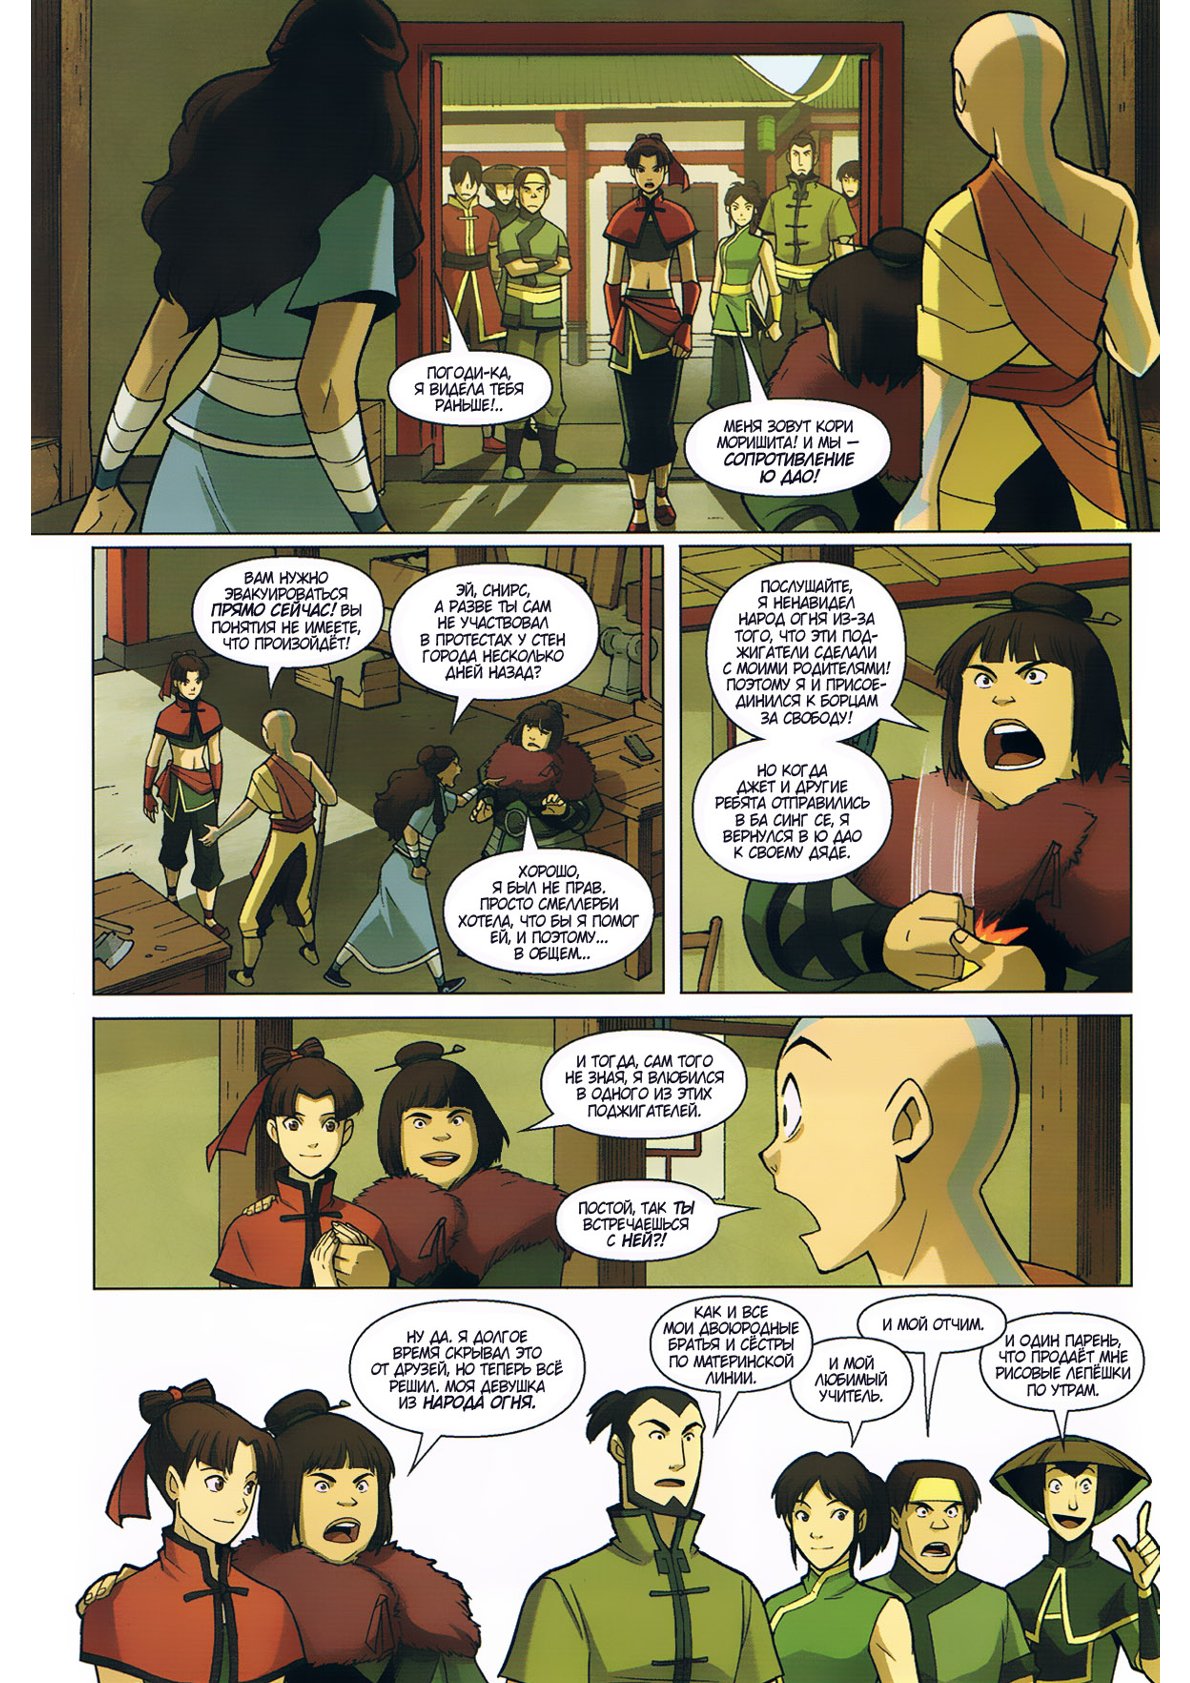 ПОГОДИ-КА,
Я ВИДЕЛА ТЕБЯ
РАНЬШЕ!..
МЕНЯ ЗОВУТ КОРИ
МОРИШИТА! И МЫ —
СОПРОТИВЛЕНИЕ
Ю ДАО!
ВАМ НУЖНО
ЭВАКУИРОВАТЬСЯ
ПРЯМО СЕЙЧАС! ВЫ
ПОНЯТИЯ НЕ ИМЕЕТЕ,
ЧТО ПРОИЗОЙДЁТ!
ЭЙ, СНИРС,
А РАЗВЕ ТЫ САМ
НЕ УЧАСТВОВАЛ
В ПРОТЕСТАХ У СТЕН
ГОРОДА НЕСКОЛЬКО
ДНЕЙ НАЗАД?
ХОРОШО,
Я БЫЛ НЕ ПРАВ.
ПРОСТО СМЕЛЛЕРБИ
ХОТЕЛА, ЧТО БЫ Я ПОМОГ
ЕЙ, И ПОЭТОМУ...
В ОБЩЕМ...
ПОСЛУШАЙТЕ,
Я НЕНАВИДЕЛ
НАРОД ОГНЯ ИЗ-ЗА
ТОГО, ЧТО ЭТИ ПОД-
ЖИГАТЕЛИ СДЕЛАЛИ
С МОИМИ РОДИТЕЛЯМИ!
ПОЭТОМУ Я И ПРИСОЕ-
ДИНИЛСЯ К БОРЦАМ
ЗА СВОБОДУ!
НО КОГДА
ДЖЕТ И ДРУГИЕ
РЕБЯТА ОТПРАВИЛИСЬ
В БА СИНГ СЕ, Я
ВЕРНУЛСЯ В Ю ДАО
К СВОЕМУ ДЯДЕ.
И ТОГДА, САМ ТОГО
НЕ ЗНАЯ, Я ВЛЮБИЛСЯ
В ОДНОГО ИЗ ЭТИХ
ПОДЖИГАТЕЛЕЙ.
ПОСТОЙ, ТАК ТЫ
ВСТРЕЧАЕШЬСЯ
С НЕЙ?!
НУ ДА. Я ДОЛГОЕ
ВРЕМЯ СКРЫВАЛ ЭТО
ОТ ДРУЗЕЙ, НО ТЕПЕРЬ ВСЁ
РЕШИЛ. МОЯ ДЕВУШКА
ИЗ НАРОДА ОГНЯ.
КАК И ВСЕ
МОИ ДВОЮРОДНЫЕ
БРАТЬЯ И СЁСТРЫ
ПО МАТЕРИНСКОЙ
ЛИНИИ.
И МОЙ
ЛЮБИМЫЙ
УЧИТЕЛЬ.
И МОЙ ОТЧИМ.
И ОДИН ПАРЕНЬ,
ЧТО ПРОДАЁТ МНЕ
РИСОВЫЕ ЛЕПЁШКИ
ПО УТРАМ.